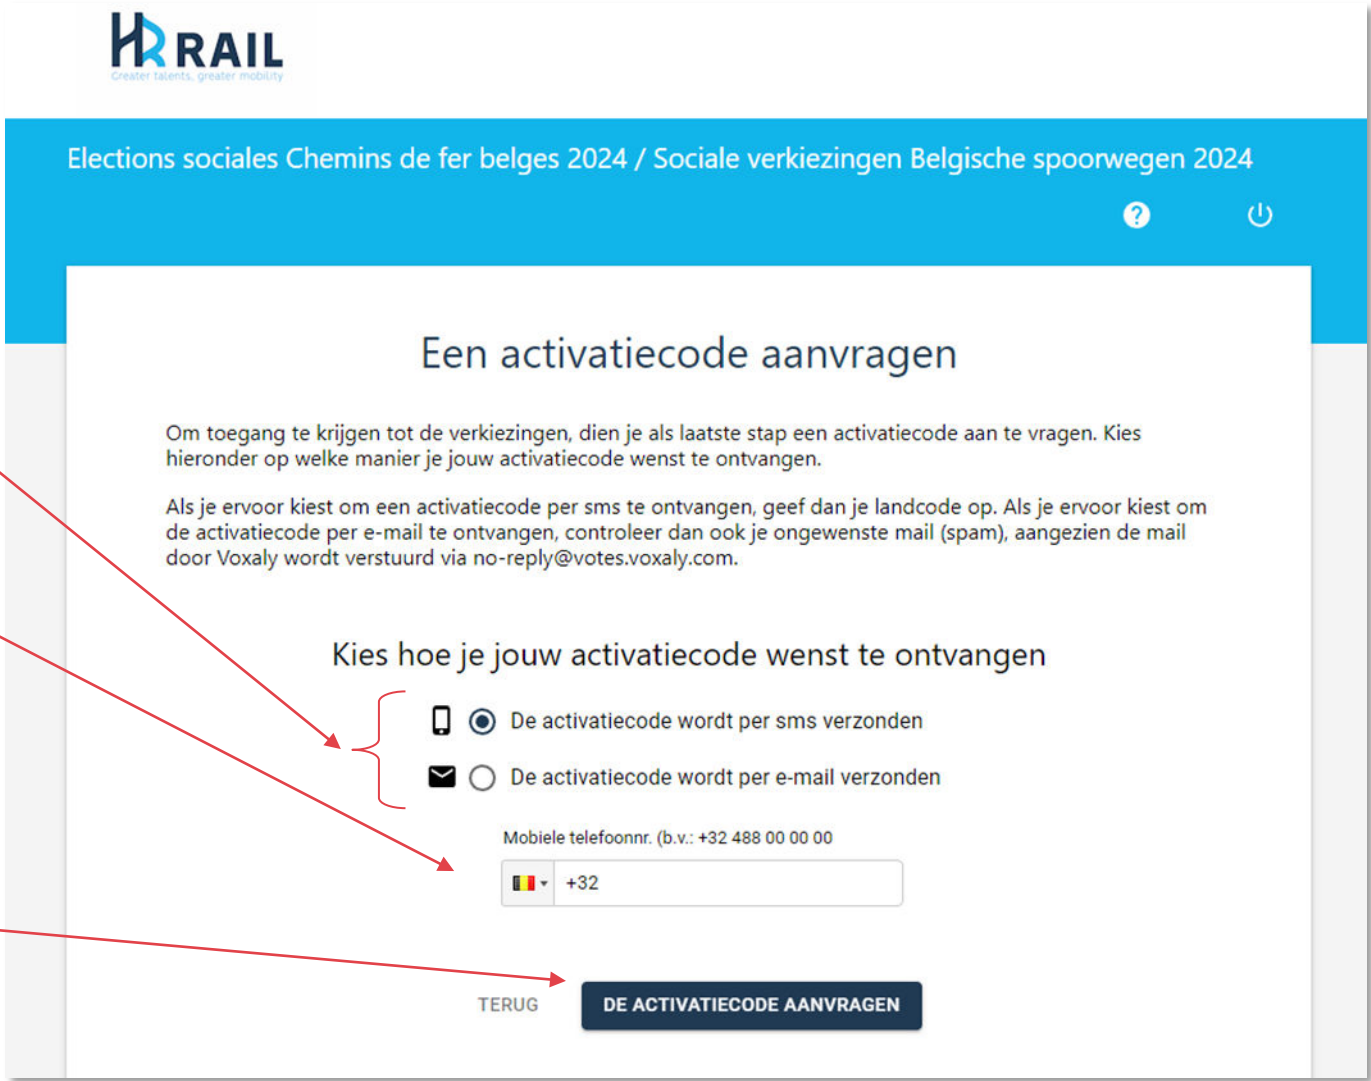 HR RAIL
Greater talents, greater mobility
Elections sociales Chemins de fer belges 2024 / Sociale verkiezingen Belgische spoorwegen 2024
?
Een activatiecode aanvragen
Om toegang te krijgen tot de verkiezingen, dien je als laatste stap een activatiecode aan te vragen. Kies
hieronder op welke manier je jouw activatiecode wenst te ontvangen.
Als je ervoor kiest om een activatiecode per sms te ontvangen, geef dan je landcode op. Als je ervoor kiest om
de activatiecode per e-mail te ontvangen, controleer dan ook je ongewenste mail (spam), aangezien de mail
door Voxaly wordt verstuurd via no-reply@votes.voxaly.com.
Kies hoe je jouw activatiecode wenst te ontvangen
De activatiecode wordt per sms verzonden
De activatiecode wordt per e-mail verzonden
Mobiele telefoonnr. (b.v.: +32 488 00 00 00
+32
TERUG DE ACTIVATIECODE AANVRAGEN